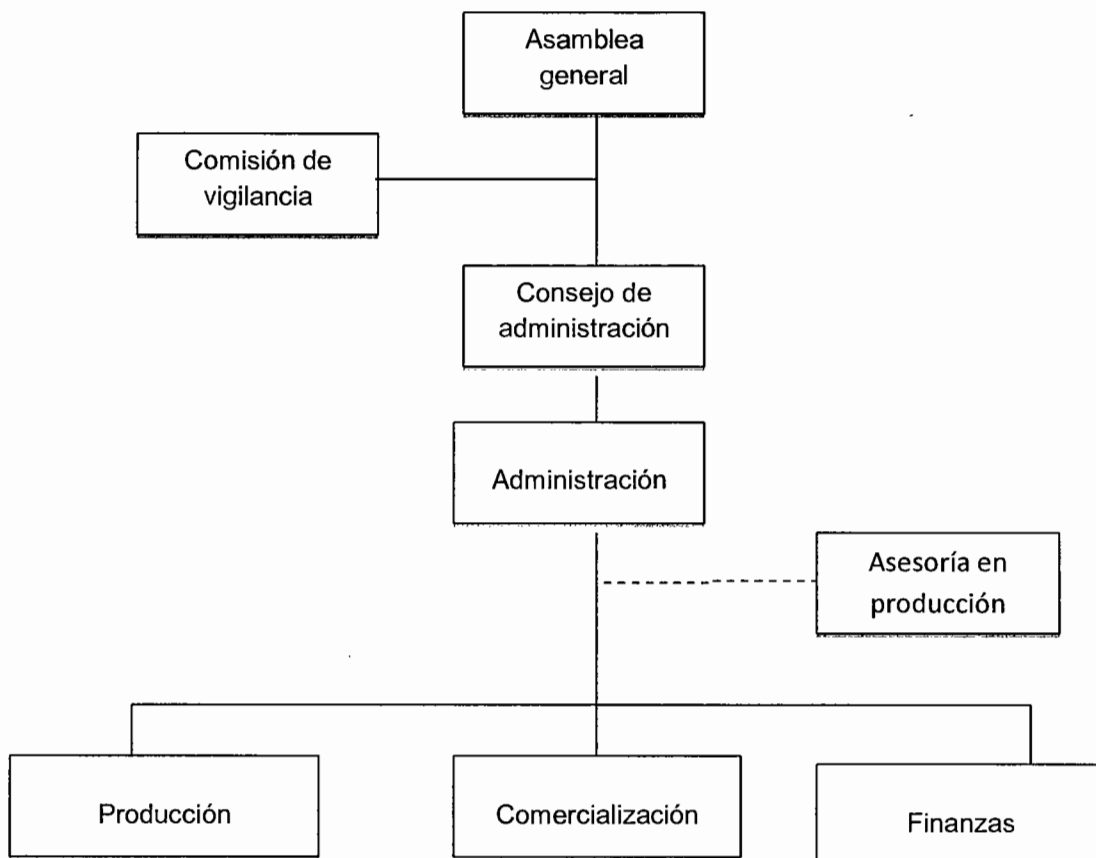 Asamblea
general
Comisión de
vigilancia
Consejo de
administración
Administración
Asesoría en
producción
Producción
Comercialización
Finanzas